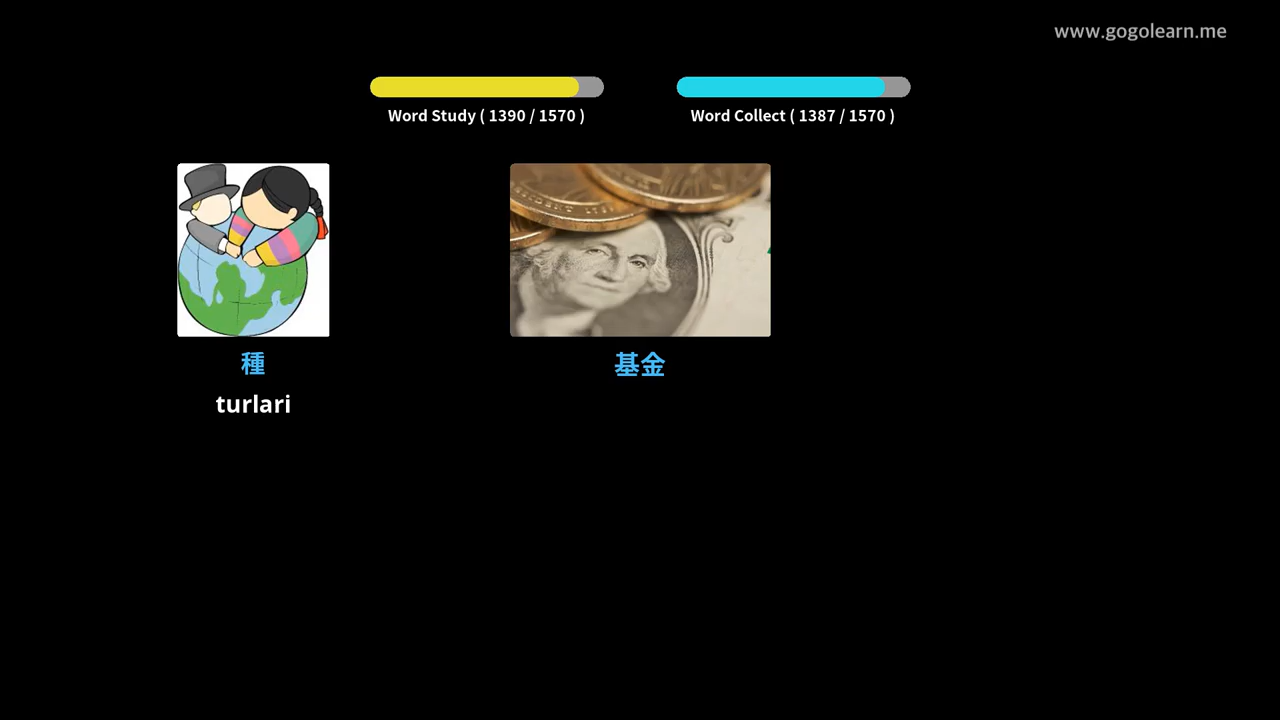 www.gogolearn.me
Word Study ( 1390 / 1570 )
Word Collect ( 1387 / 1570 )
種
turlari
基金